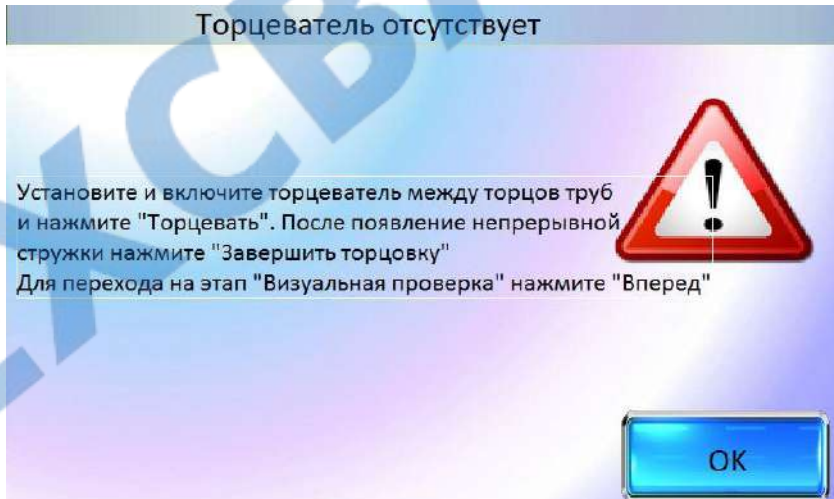 Торцеватель отсутствует
Установите и включите торцеватель между торцов труб
и нажмите "Торцевать". После появление непрерывной
стружки нажмите "Завершить торцовку"
Для перехода на этап "Визуальная проверка" нажмите "Вперед"
OK